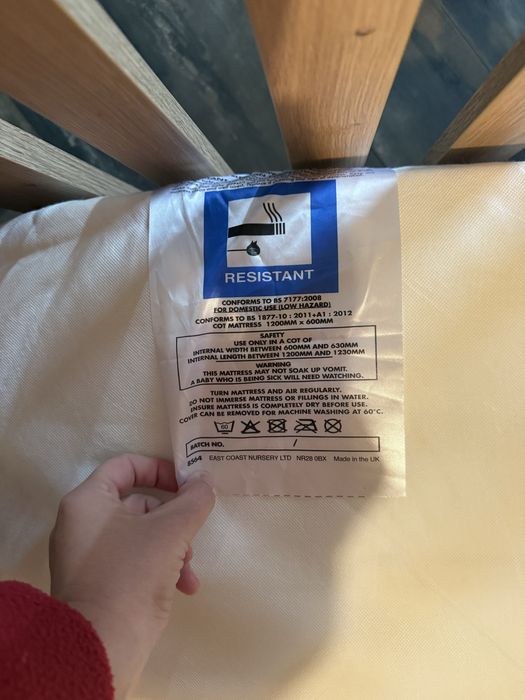 RESISTANT
CONFORMS TO BS 7177:2008
FOR DOMESTIC USE (LOW HAZARD)
CONFORMS TO BS 1877-10 : 2011+A1 : 2012
COT MATTRESS 1200MM x 600MM
SAFETY
USE ONLY IN A COT OF
INTERNAL WIDTH BETWEEN 600MM AND 630MM
INTERNAL LENGTH BETWEEN 1200MM AND 1230MM
WARNING
THIS MATTRESS MAY NOT SOAK UP VOMIT.
A BABY WHO IS BEING SICK WILL NEED WATCHING.
TURN MATTRESS AND AIR REGULARLY.
DO NOT IMMERSE MATTRESS OR FILLINGS IN WATER.
ENSURE MATTRESS IS COMPLETELY DRY BEFORE USE.
COVER CAN BE REMOVED FOR MACHINE WASHING AT 60°C.
60
BATCH NO. /
8564 EAST COAST NURSERY LTD NR28 0BX Made in the UK